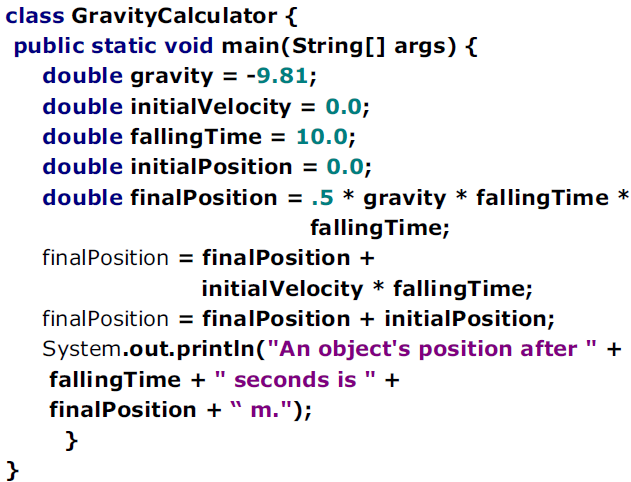 class GravityCalculator {
public static void main(String[] args) {
double gravity = -9.81;
double initialVelocity = 0.0;
double fallingTime = 10.0;
double initialPosition = 0.0;
double finalPosition = .5 * gravity * fallingTime *
fallingTime;
finalPosition = finalPosition +
initialVelocity * fallingTime;
finalPosition = finalPosition + initialPosition;
System.out.println("An object's position after " +
fallingTime + " seconds is " +
finalPosition + “ m.");
}
}